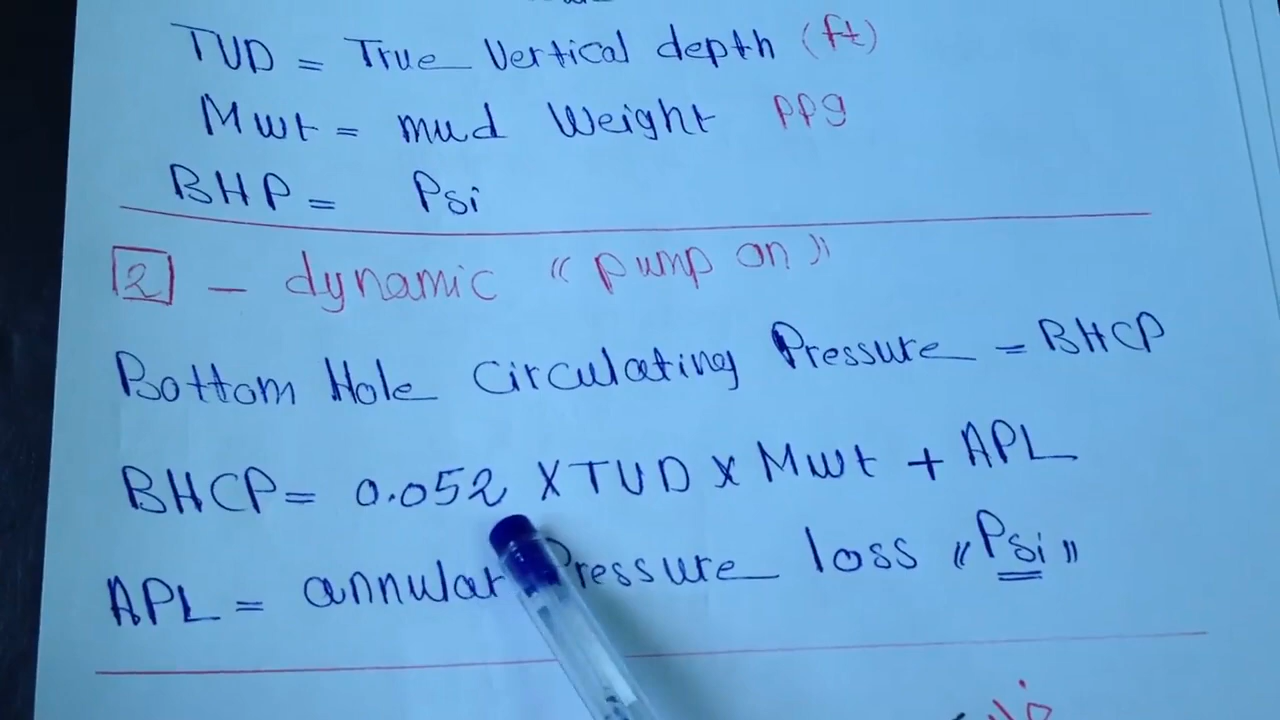 TVD = True Vertical depth (ft)
Mwt = mud Weight ppg
BHP = Psi
2 - dynamic "pump on"
Bottom Hole Circulating Pressure = BHCP
BHCP = 0.052 X TVD X Mwt + APL
APL = annular Pressure loss "Psi"